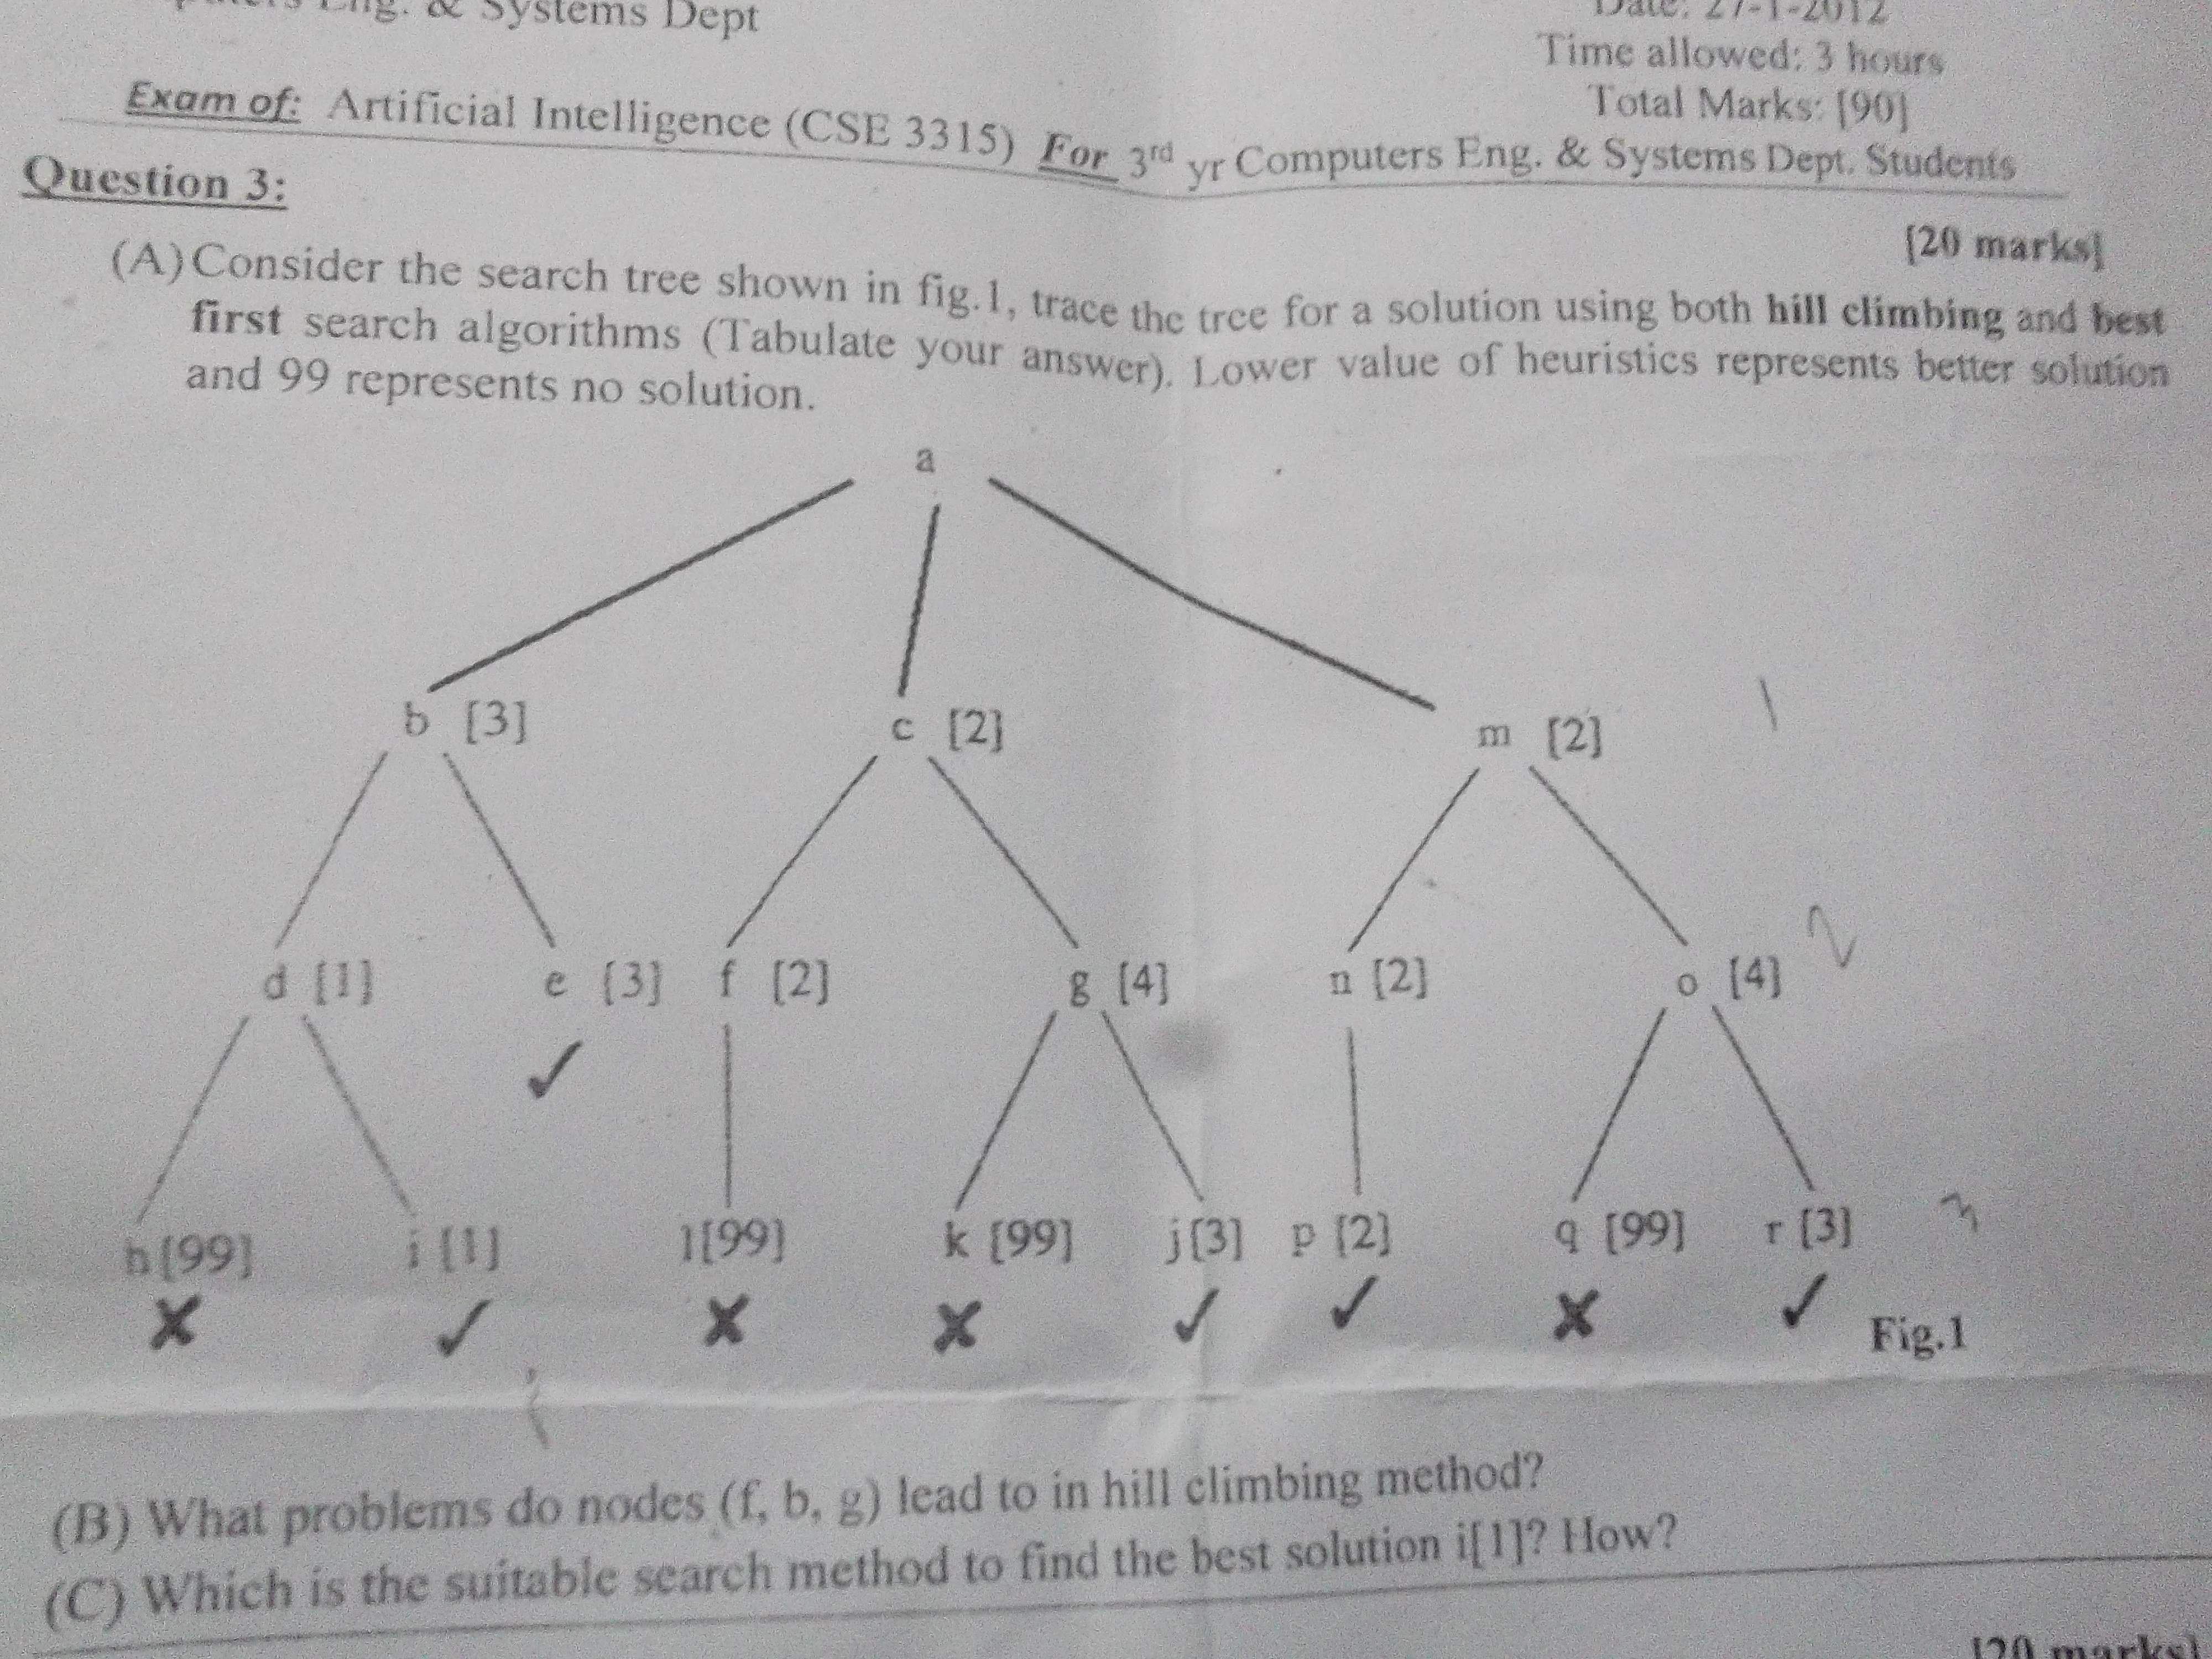 Eng. & Systems Dept
Date: 27-1-2012
Time allowed: 3 hours
Total Marks: [90]
Exam of: Artificial Intelligence (CSE 3315) For 3rd yr Computers Eng. & Systems Dept. Students
Question 3:
[20 marks]
(A) Consider the search tree shown in fig.1, trace the tree for a solution using both hill climbing and best
first search algorithms (Tabulate your answer). Lower value of heuristics represents better solution
and 99 represents no solution.
a
b [3] c [2] m [2] 1
d [1] e [3] f [2] g [4] n [2] o [4] 2
✓
h [99] i [1] l [99] k [99] j [3] p [2] q [99] r [3] 3
✗ ✓ ✗ ✗ ✓ ✓ ✗ ✓ Fig.1
(B) What problems do nodes (f, b, g) lead to in hill climbing method?
(C) Which is the suitable search method to find the best solution i[1]? How?
[20 marks]